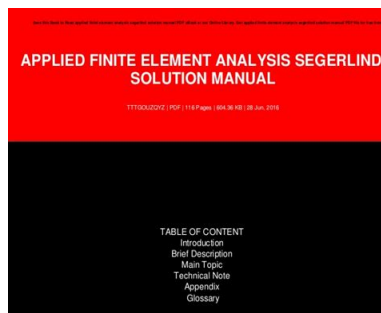 APPLIED FINITE ELEMENT ANALYSIS SEGERLIND
SOLUTION MANUAL
TTTGOUZQYZ | PDF | 116 Pages | 604.36 KB | 28 Jun, 2016
TABLE OF CONTENT
Introduction
Brief Description
Main Topic
Technical Note
Appendix
Glossary